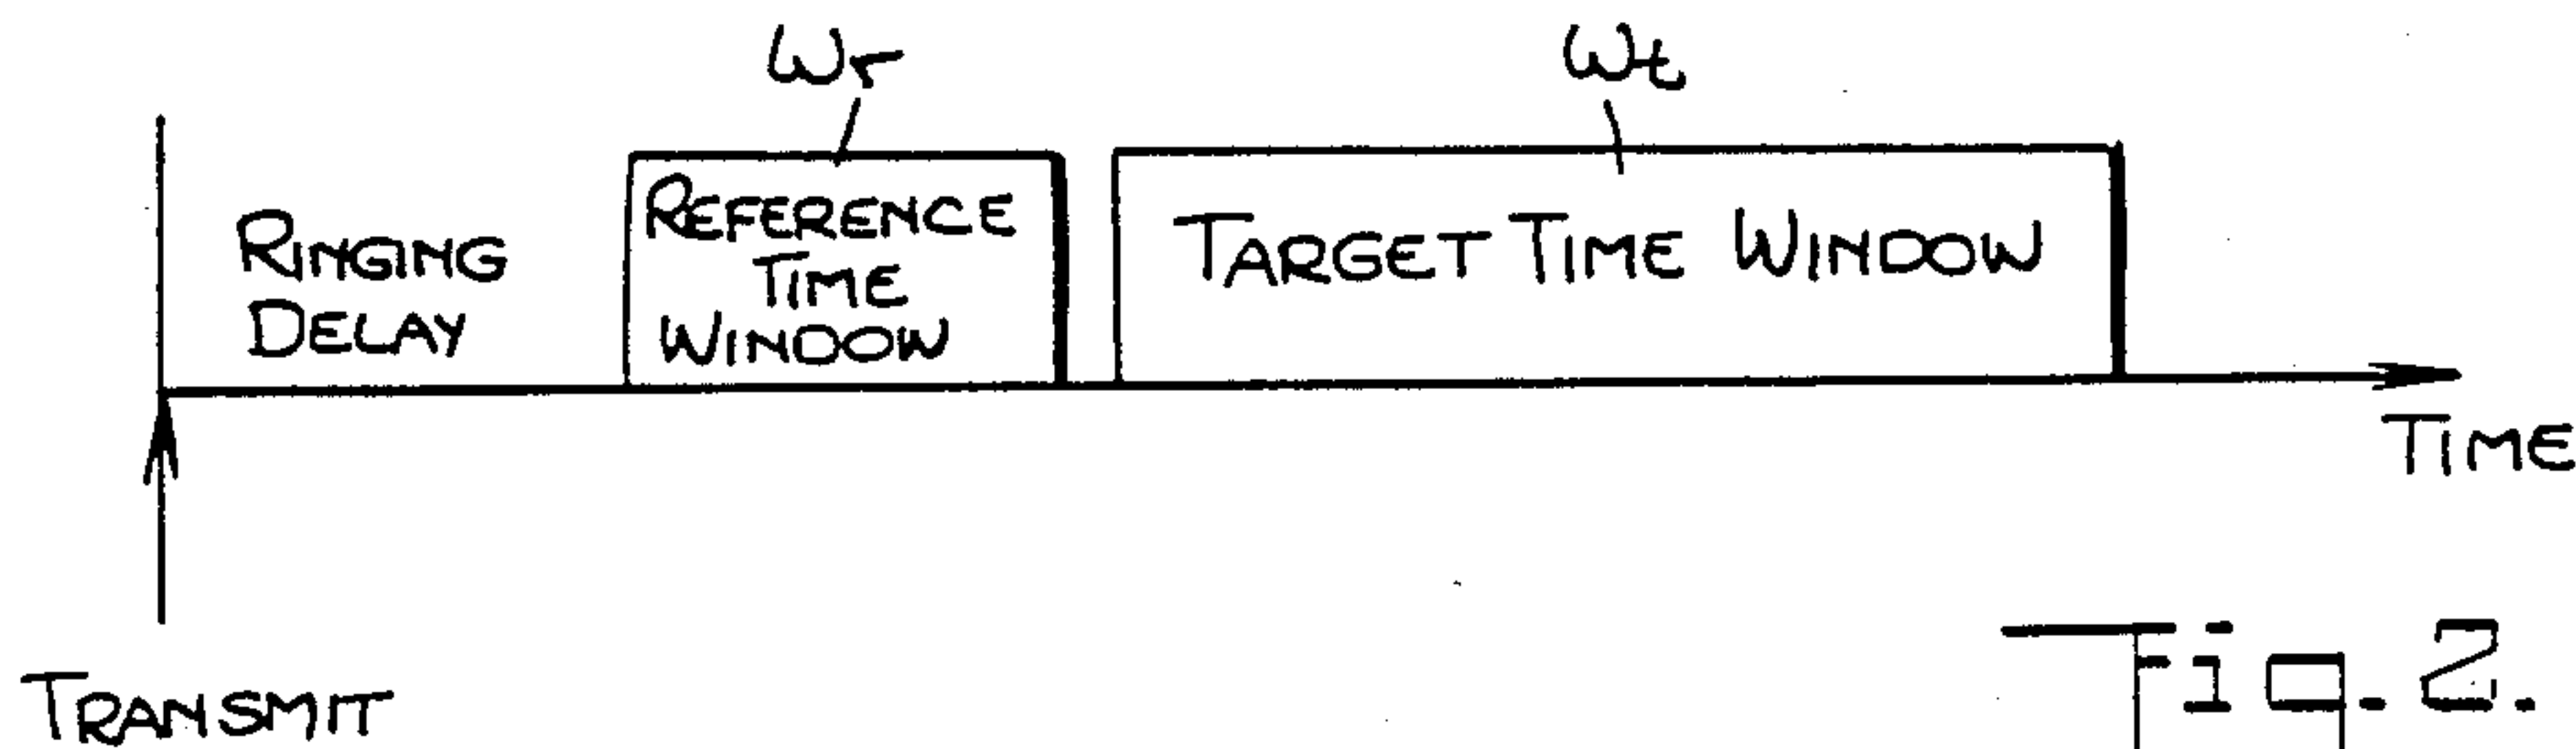 Wr
Wt
RINGING
DELAY
REFERENCE
TIME
WINDOW
TARGET TIME WINDOW
TIME
TRANSMIT
Fig. 2.